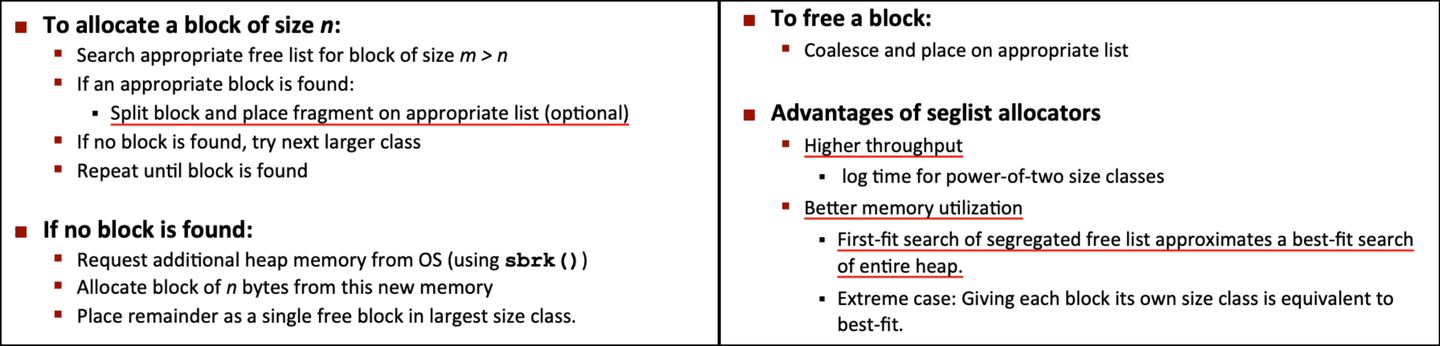 To allocate a block of size n:
Search appropriate free list for block of size m > n
If an appropriate block is found:
Split block and place fragment on appropriate list (optional)
If no block is found, try next larger class
Repeat until block is found
If no block is found:
Request additional heap memory from OS (using sbrk())
Allocate block of n bytes from this new memory
Place remainder as a single free block in largest size class.
To free a block:
Coalesce and place on appropriate list
Advantages of seglist allocators
Higher throughput
log time for power-of-two size classes
Better memory utilization
First-fit search of segregated free list approximates a best-fit search
of entire heap.
Extreme case: Giving each block its own size class is equivalent to
best-fit.